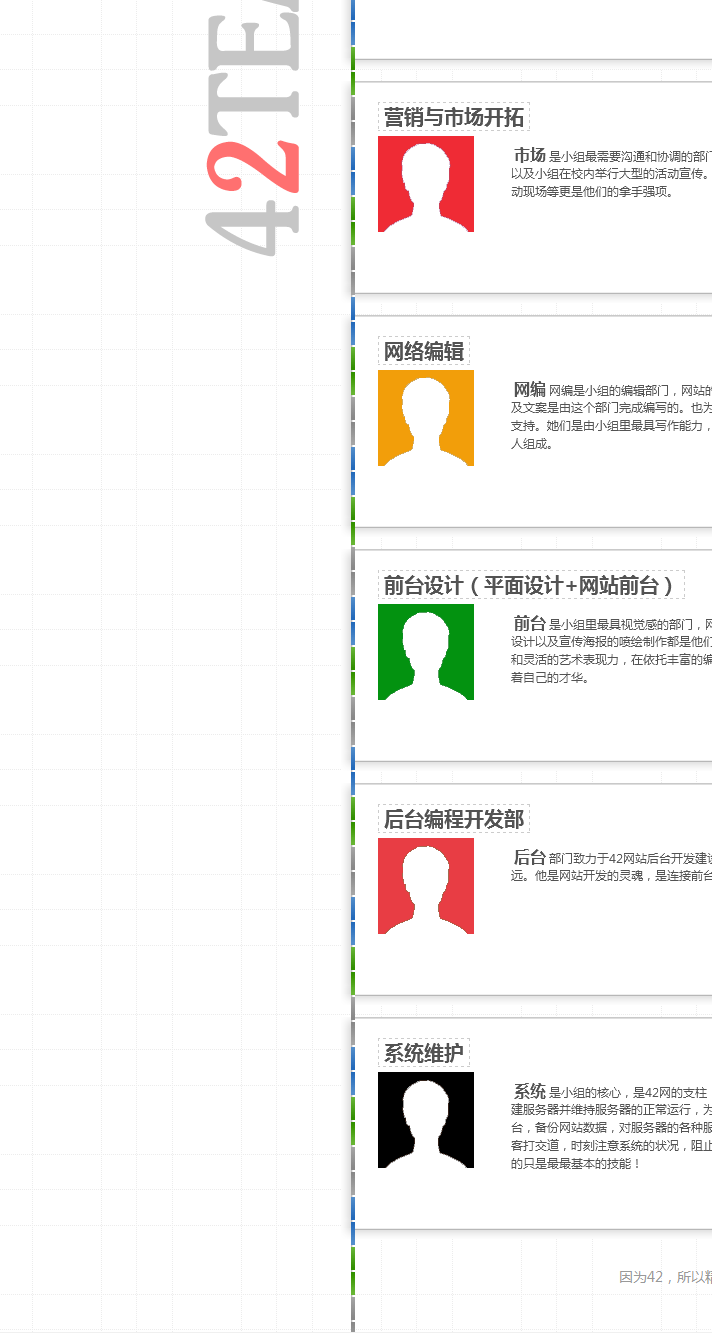 42TEA
营销与市场开拓
市场 是小组最需要沟通和协调的部门
以及小组在校内举行大型的活动宣传。
动现场等更是他们的拿手强项。
网络编辑
网编 网编是小组的编辑部门，网站的
及文案是由这个部门完成编写的。也为
支持。她们是由小组里最具写作能力，
人组成。
前台设计（平面设计+网站前台）
前台 是小组里最具视觉感的部门，网
设计以及宣传海报的喷绘制作都是他们
和灵活的艺术表现力，在依托丰富的编
着自己的才华。
后台编程开发部
后台 部门致力于42网站后台开发建设
远。他是网站开发的灵魂，是连接前台
系统维护
系统 是小组的核心，是42网的支柱
建服务器并维持服务器的正常运行，为
台，备份网站数据，对服务器的各种服
客打交道，时刻注意系统的状况，阻止
的只是最最基本的技能！
因为42，所以精